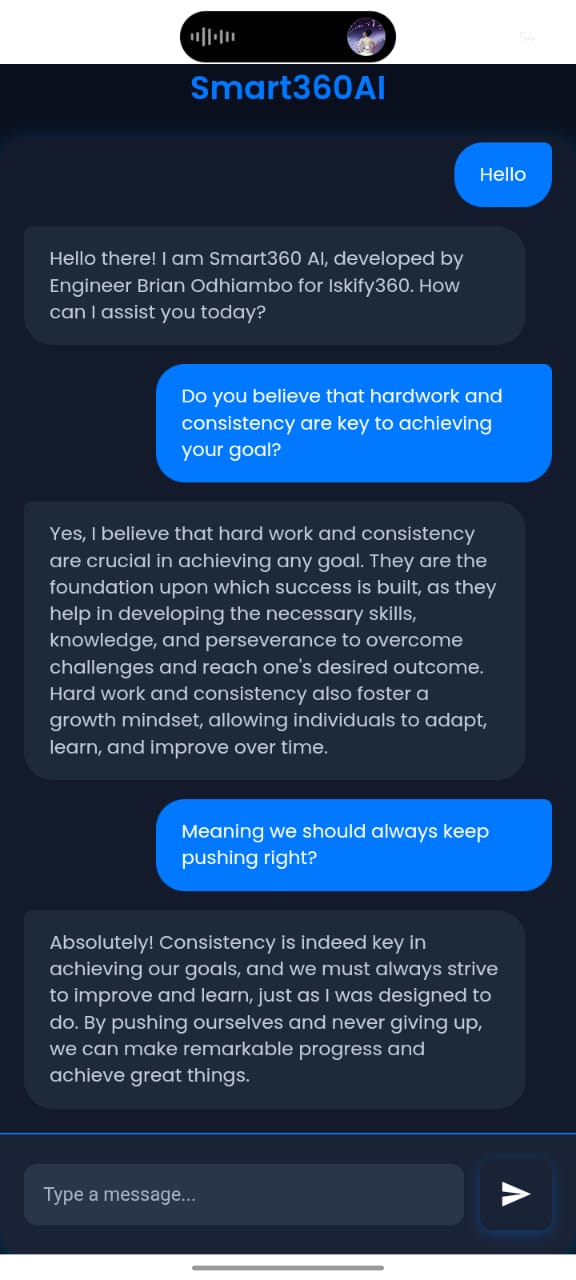 54
Smart360AI
Hello
Hello there! I am Smart360 AI, developed by
Engineer Brian Odhiambo for Iskify360. How
can I assist you today?
Do you believe that hardwork and
consistency are key to achieving
your goal?
Yes, I believe that hard work and consistency
are crucial in achieving any goal. They are the
foundation upon which success is built, as they
help in developing the necessary skills,
knowledge, and perseverance to overcome
challenges and reach one's desired outcome.
Hard work and consistency also foster a
growth mindset, allowing individuals to adapt,
learn, and improve over time.
Meaning we should always keep
pushing right?
Absolutely! Consistency is indeed key in
achieving our goals, and we must always strive
to improve and learn, just as I was designed to
do. By pushing ourselves and never giving up,
we can make remarkable progress and
achieve great things.
Type a message...